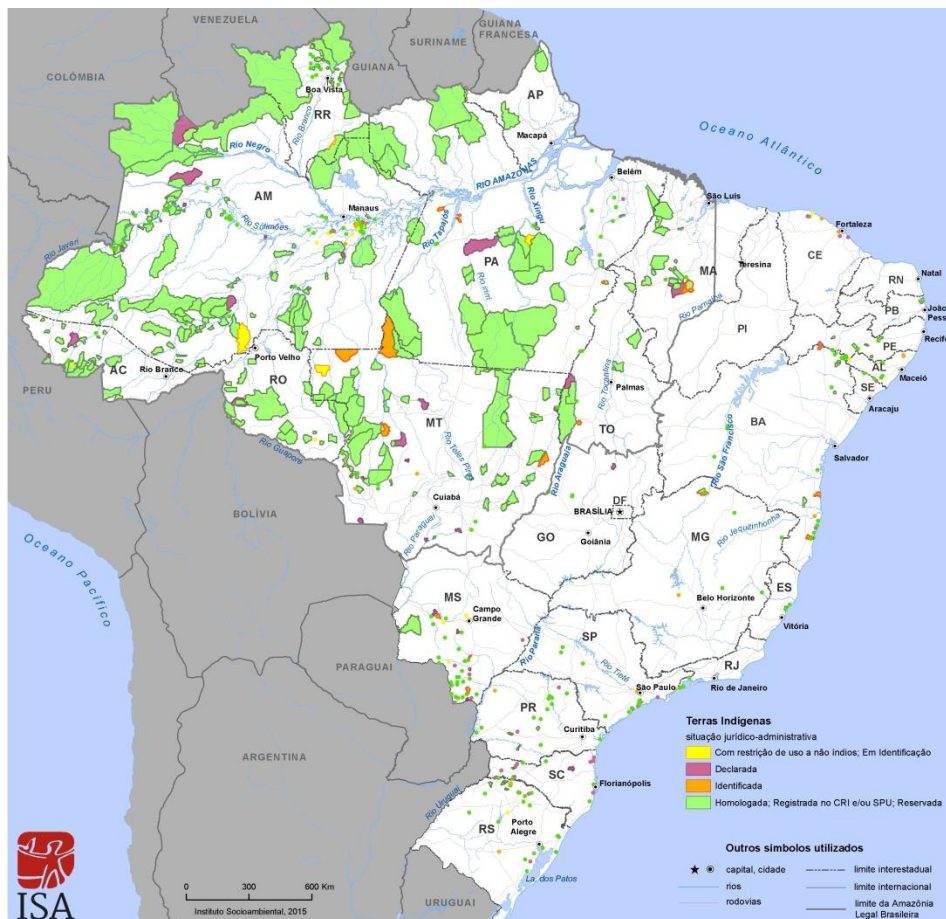 VENEZUELA
GUIANA
FRANCESA
SURINAME
COLÔMBIA
GUIANA
Boa Vista
RR
Rio Branco
AP
Macapá
Oceano Atlântico
Rio Negro
RIO AMAZONAS
Belém
São Luis
AM
Manaus
Rio Solimões
Rio Xingu
Rio Tapajós
Fortaleza
Rio Javari
PA
Rio Iriri
MA
Teresina
CE
RN
Natal
Rio Parnaíba
PB
João
Pess
PI
PE
Recife
AC
Rio Branco
Porto Velho
RO
AL
Maceió
SE
Aracaju
PERU
Palmas
Rio Tocantins
TO
MT
Rio Teles Pires
BA
Rio São Francisco
Salvador
Rio Guaporé
Rio Araguaia
Cuiabá
Rio Paraguai
DF
BRASÍLIA
GO
Goiânia
MG
Rio Jequitinhonha
BOLÍVIA
Oceano Pacífico
MS
Campo
Grande
Belo Horizonte
ES
Vitória
SP
Rio Paraná
Rio Tietê
RJ
São Paulo
Rio de Janeiro
PARAGUAI
PR
Curitiba
ARGENTINA
SC
Florianópolis
Rio Uruguai
RS
Porto
Alegre
La. dos Patos
URUGUAI
Terras Indígenas
situação jurídico-administrativa
Com restrição de uso a não índios; Em Identificação
Declarada
Identificada
Homologada; Registrada no CRI e/ou SPU; Reservada
Outros símbolos utilizados
capital, cidade
rios
rodovias
limite interestadual
limite internacional
limite da Amazônia
Legal Brasileira
0 300 600 Km
Instituto Socioambiental, 2015
ISA